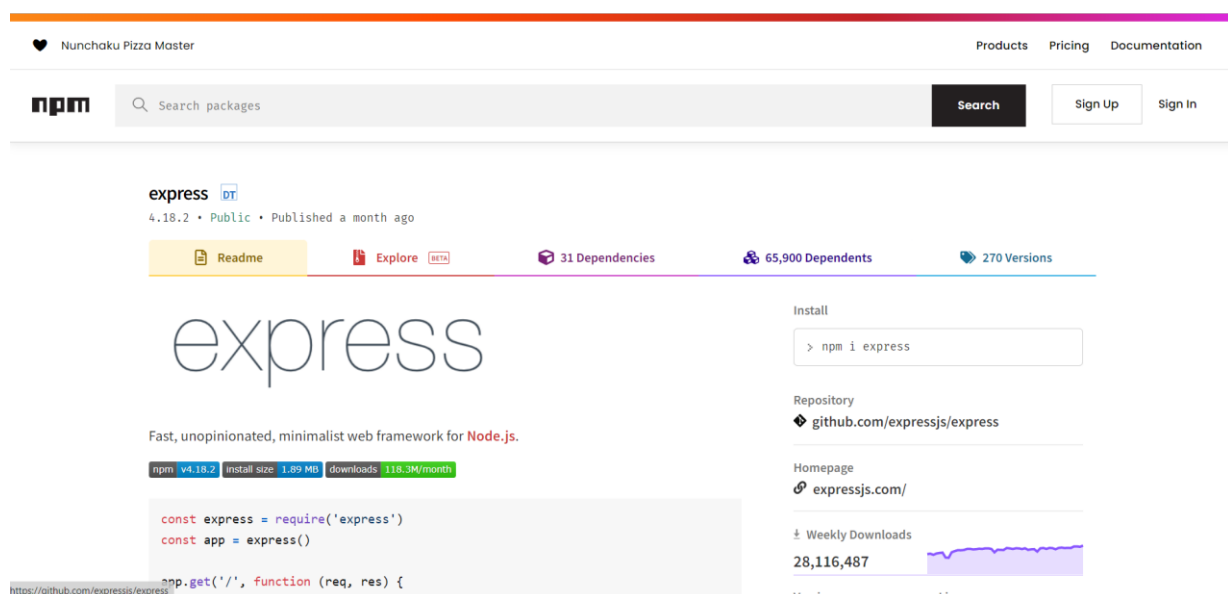 Nunchaku Pizza Master Products Pricing Documentation
npm Search packages Search Sign Up Sign In
express DT
4.18.2 • Public • Published a month ago
Readme Explore BETA 31 Dependencies 65,900 Dependents 270 Versions
express
Fast, unopinionated, minimalist web framework for Node.js.
npm v4.18.2 install size 1.89 MB downloads 118.3M/month
const express = require('express')
const app = express()
app.get('/', function (req, res) {
Install
> npm i express
Repository
github.com/expressjs/express
Homepage
expressjs.com/
Weekly Downloads
28,116,487
https://github.com/expressjs/express